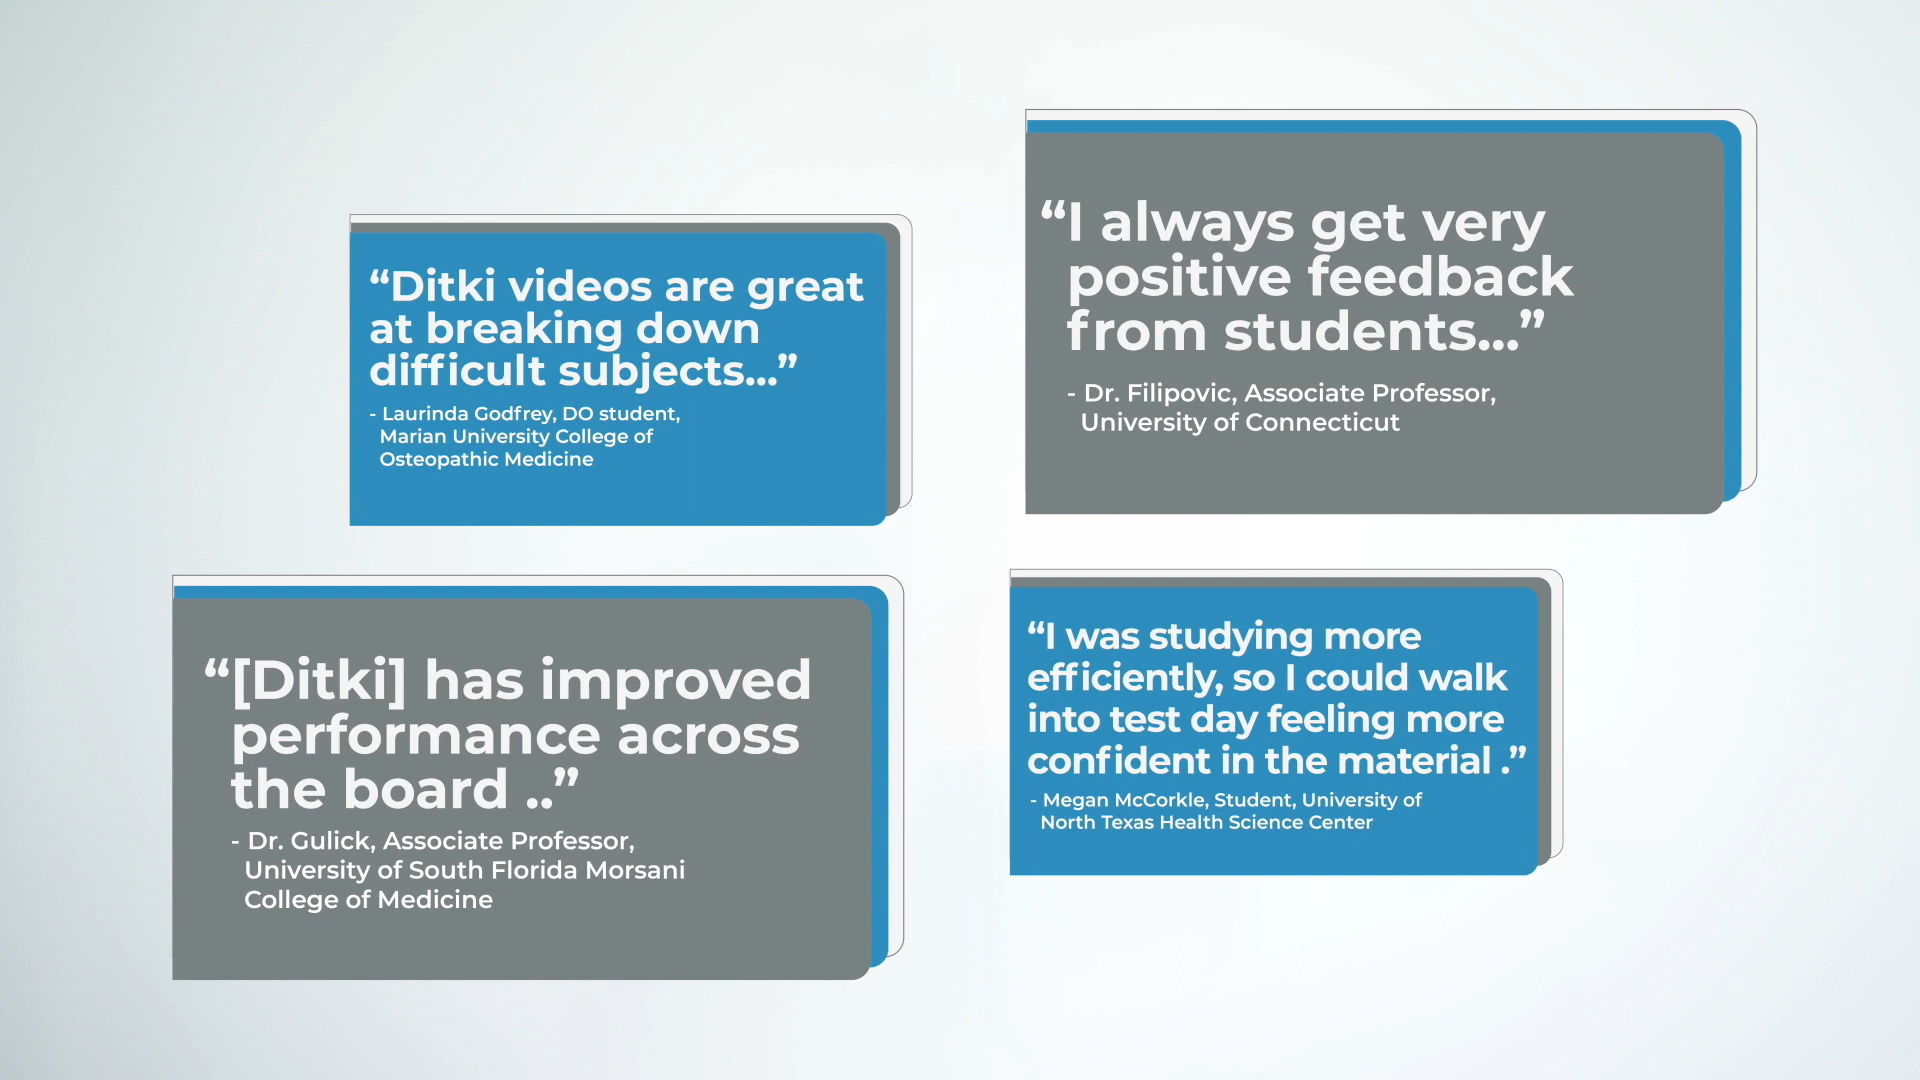 “Ditki videos are great
at breaking down
difficult subjects...”
- Laurinda Godfrey, DO student,
Marian University College of
Osteopathic Medicine
“I always get very
positive feedback
from students...”
- Dr. Filipovic, Associate Professor,
University of Connecticut
“[Ditki] has improved
performance across
the board ..”
- Dr. Gulick, Associate Professor,
University of South Florida Morsani
College of Medicine
“I was studying more
efficiently, so I could walk
into test day feeling more
confident in the material .”
- Megan McCorkle, Student, University of
North Texas Health Science Center